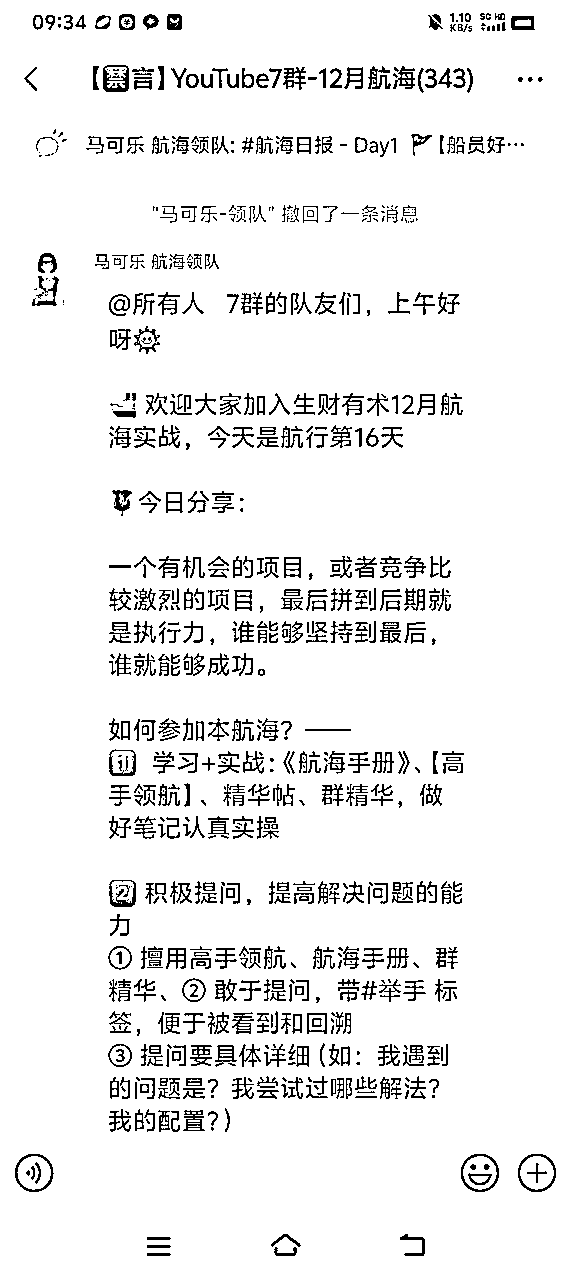 09:34 1.10 KB/s 5G HD
【禁言】YouTube7群-12月航海(343) ···
马可乐 航海领队: #航海日报 - Day1 🚩【船员好···
"马可乐-领队" 撤回了一条消息
马可乐 航海领队
@所有人 7群的队友们，上午好
呀🌞
🚢 欢迎大家加入生财有术12月航
海实战，今天是航行第16天
🌹 今日分享：
一个有机会的项目，或者竞争比
较激烈的项目，最后拼到后期就
是执行力，谁能够坚持到最后，
谁就能够成功。
如何参加本航海？——
1️⃣ 学习+实战:《航海手册》、【高
手领航】、精华帖、群精华，做
好笔记认真实操
2️⃣ 积极提问，提高解决问题的能
力
① 擅用高手领航、航海手册、群
精华、② 敢于提问，带#举手 标
签，便于被看到和回溯
③ 提问要具体详细（如：我遇到
的问题是？我尝试过哪些解法？
我的配置?）